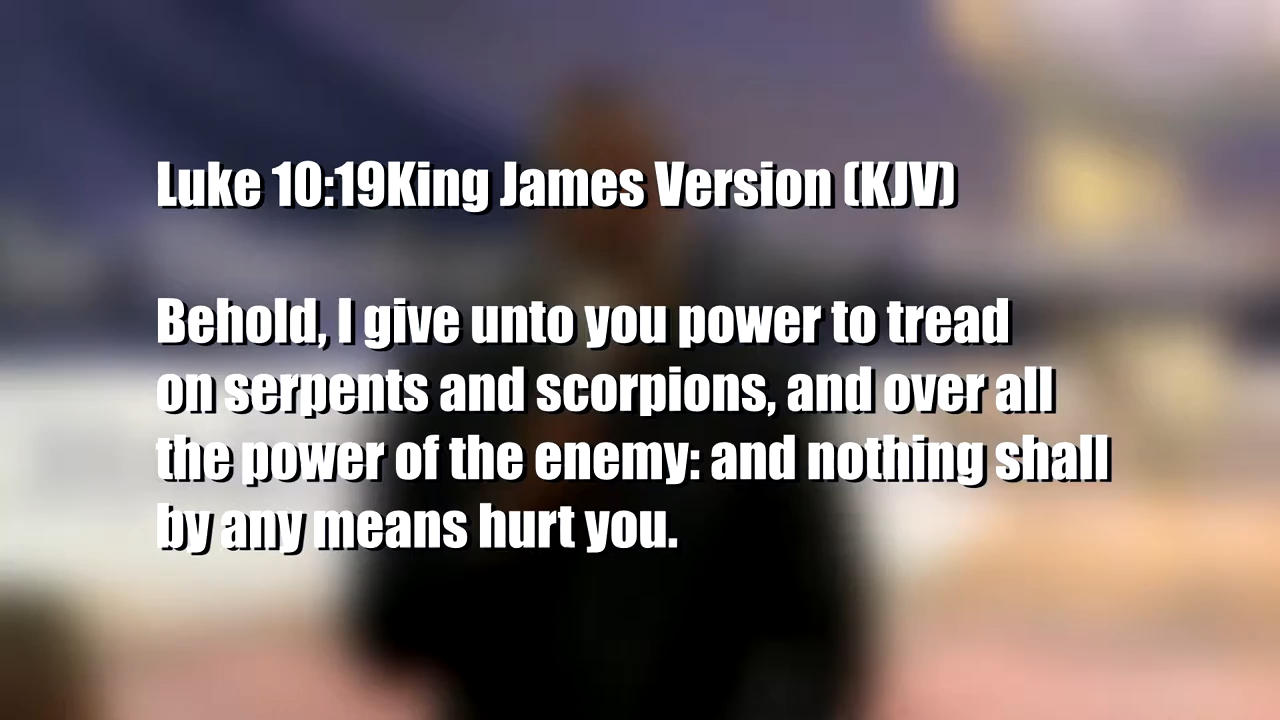 Luke 10:19King James Version (KJV)
Behold, I give unto you power to tread
on serpents and scorpions, and over all
the power of the enemy: and nothing shall
by any means hurt you.